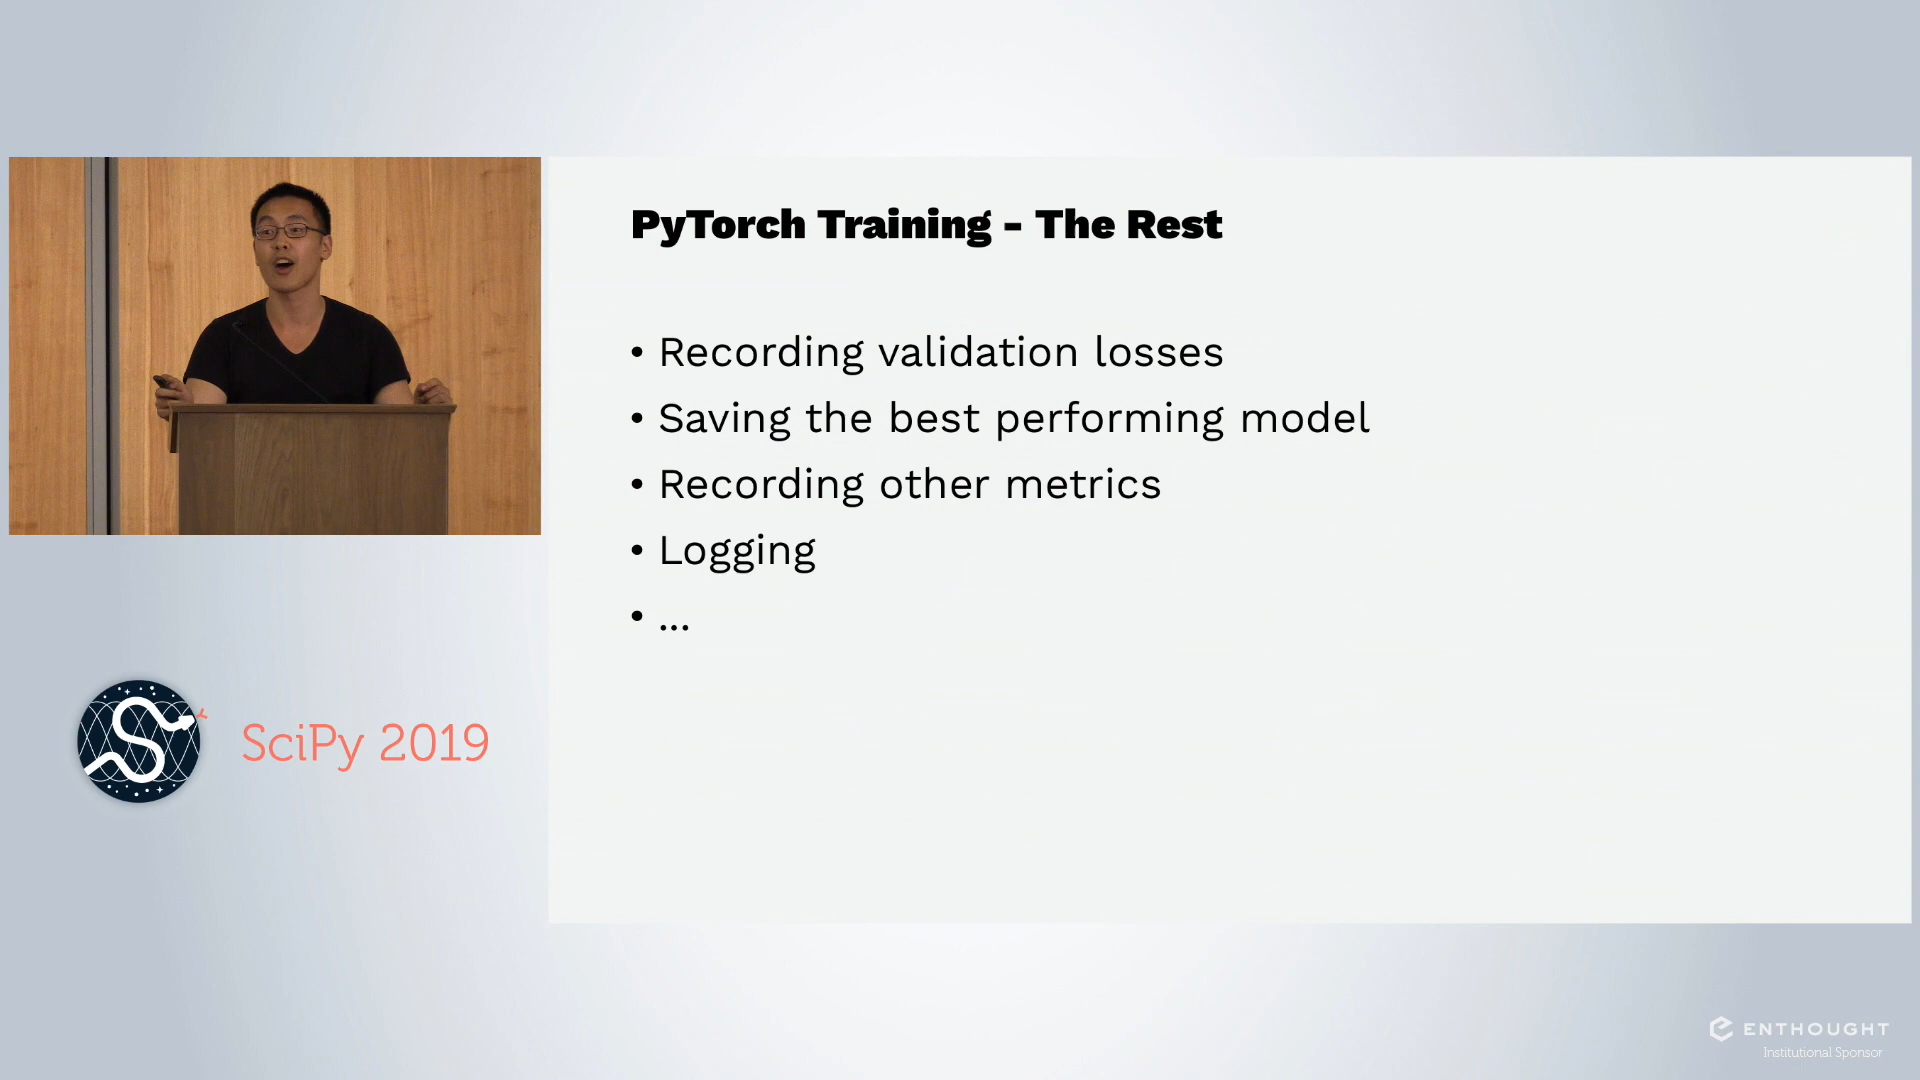 PyTorch Training - The Rest
• Recording validation losses
• Saving the best performing model
• Recording other metrics
• Logging
• ...
SciPy 2019
ENTHOUGHT
Institutional Sponsor